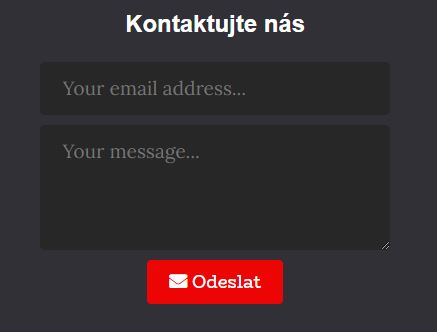 Kontaktujte nás
Your email address...
Your message...
Odeslat